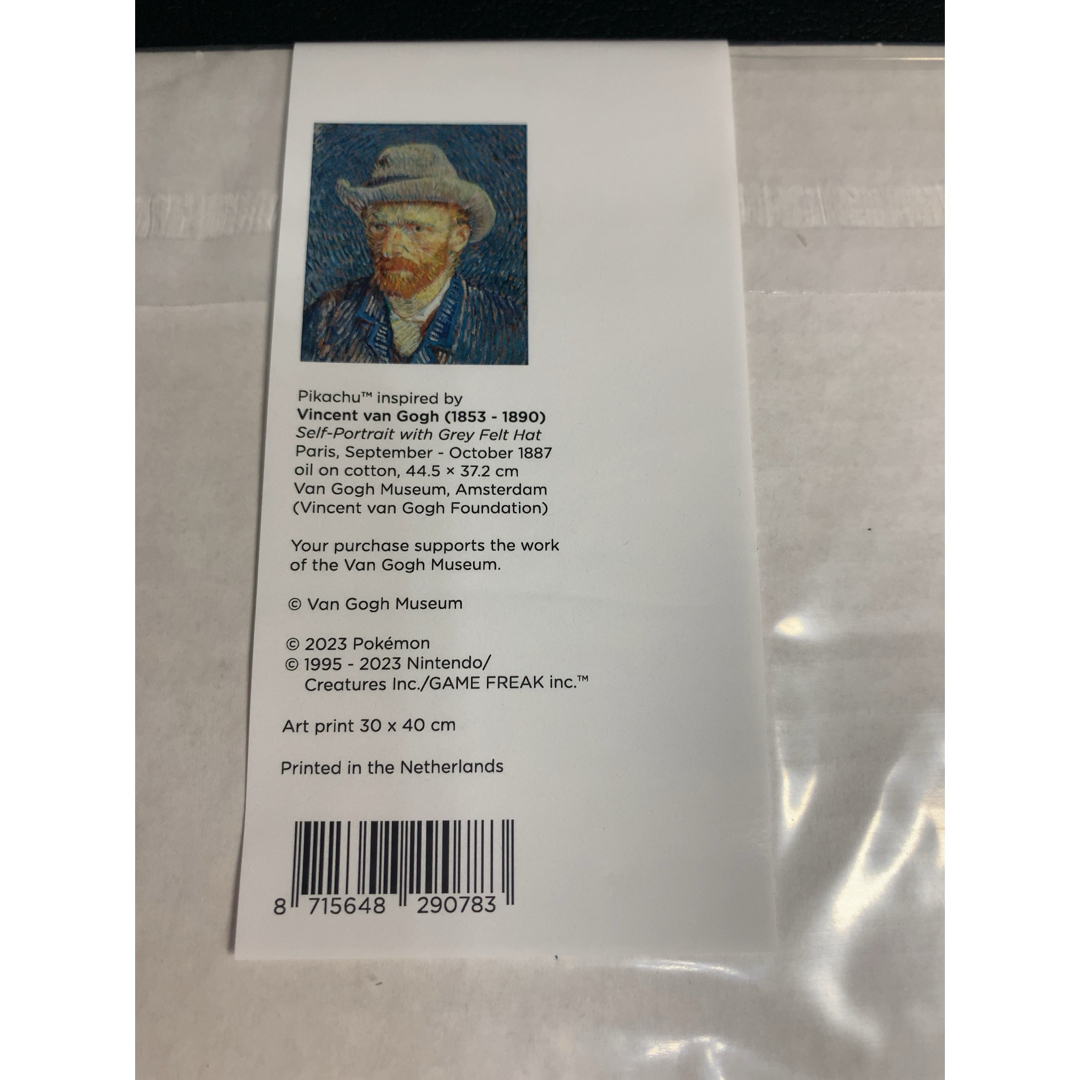 Pikachu™ inspired by
Vincent van Gogh (1853 - 1890)
Self-Portrait with Grey Felt Hat
Paris, September - October 1887
oil on cotton, 44.5 × 37.2 cm
Van Gogh Museum, Amsterdam
(Vincent van Gogh Foundation)
Your purchase supports the work
of the Van Gogh Museum.
© Van Gogh Museum
© 2023 Pokémon
© 1995 - 2023 Nintendo/
Creatures Inc./GAME FREAK inc.™
Art print 30 x 40 cm
Printed in the Netherlands
8 715648 290783